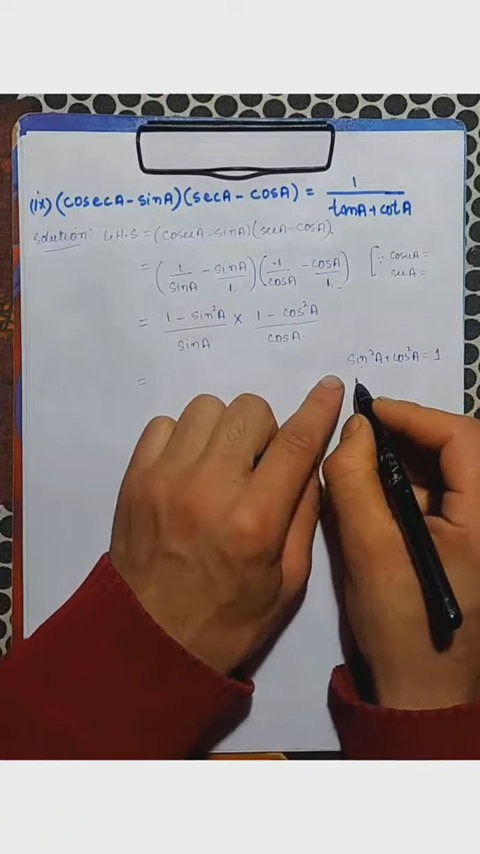 (ix) (cosecA - sinA)(secA - cosA) = 1/(tanA + cotA)
Solution: L.H.S = (cosecA - sinA)(secA - cosA).
= (1/sinA - sinA/1.)(1/cosA - cosA/1.) [∵ cosecA =
secA =
= (1 - sin²A)/sinA × (1 - cos²A)/cosA.
sin²A + cos²A = 1
=